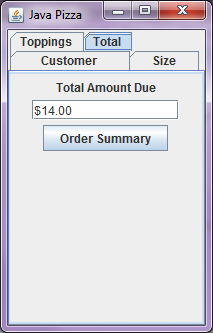 Java Pizza
Toppings Total
Customer Size
Total Amount Due
$14.00
Order Summary